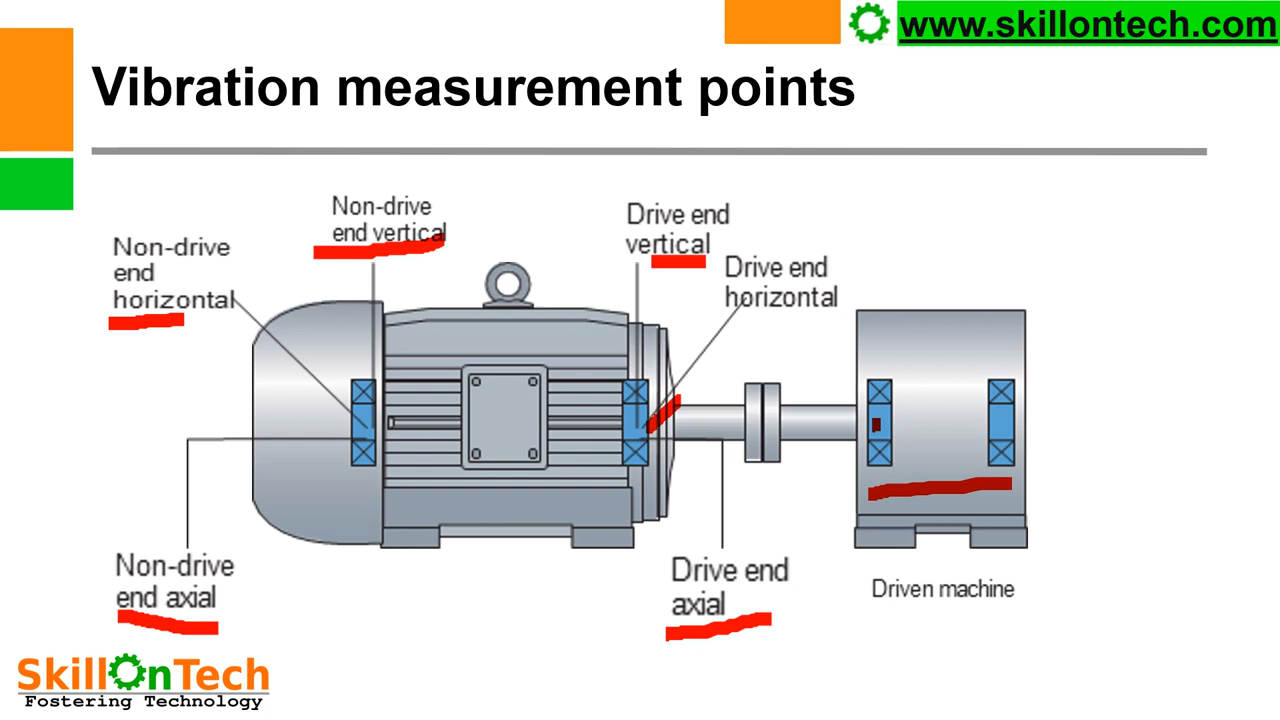 www.skillontech.com
Vibration measurement points
Non-drive
end vertical
Drive end
vertical
Non-drive
end
horizontal
Drive end
horizontal
Non-drive
end axial
Drive end
axial
Driven machine
SkillOnTech
Fostering Technology